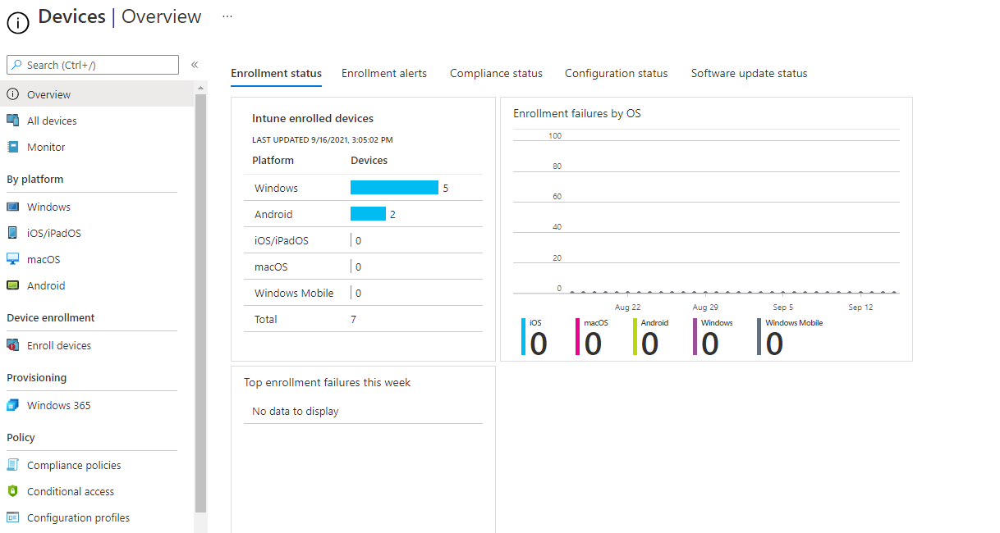 Devices | Overview ...
Search (Ctrl+/)
«
Overview
All devices
Monitor
By platform
Windows
iOS/iPadOS
macOS
Android
Device enrollment
Enroll devices
Provisioning
Windows 365
Policy
Compliance policies
Conditional access
Configuration profiles
Enrollment status Enrollment alerts Compliance status Configuration status Software update status
Intune enrolled devices
LAST UPDATED 9/16/2021, 3:05:02 PM
Platform Devices
Windows 5
Android 2
iOS/iPadOS 0
macOS 0
Windows Mobile 0
Total 7
Enrollment failures by OS
100
80
60
40
20
0
Aug 22 Aug 29 Sep 5 Sep 12
iOS macOS Android Windows Windows Mobile
0 0 0 0 0
Top enrollment failures this week
No data to display